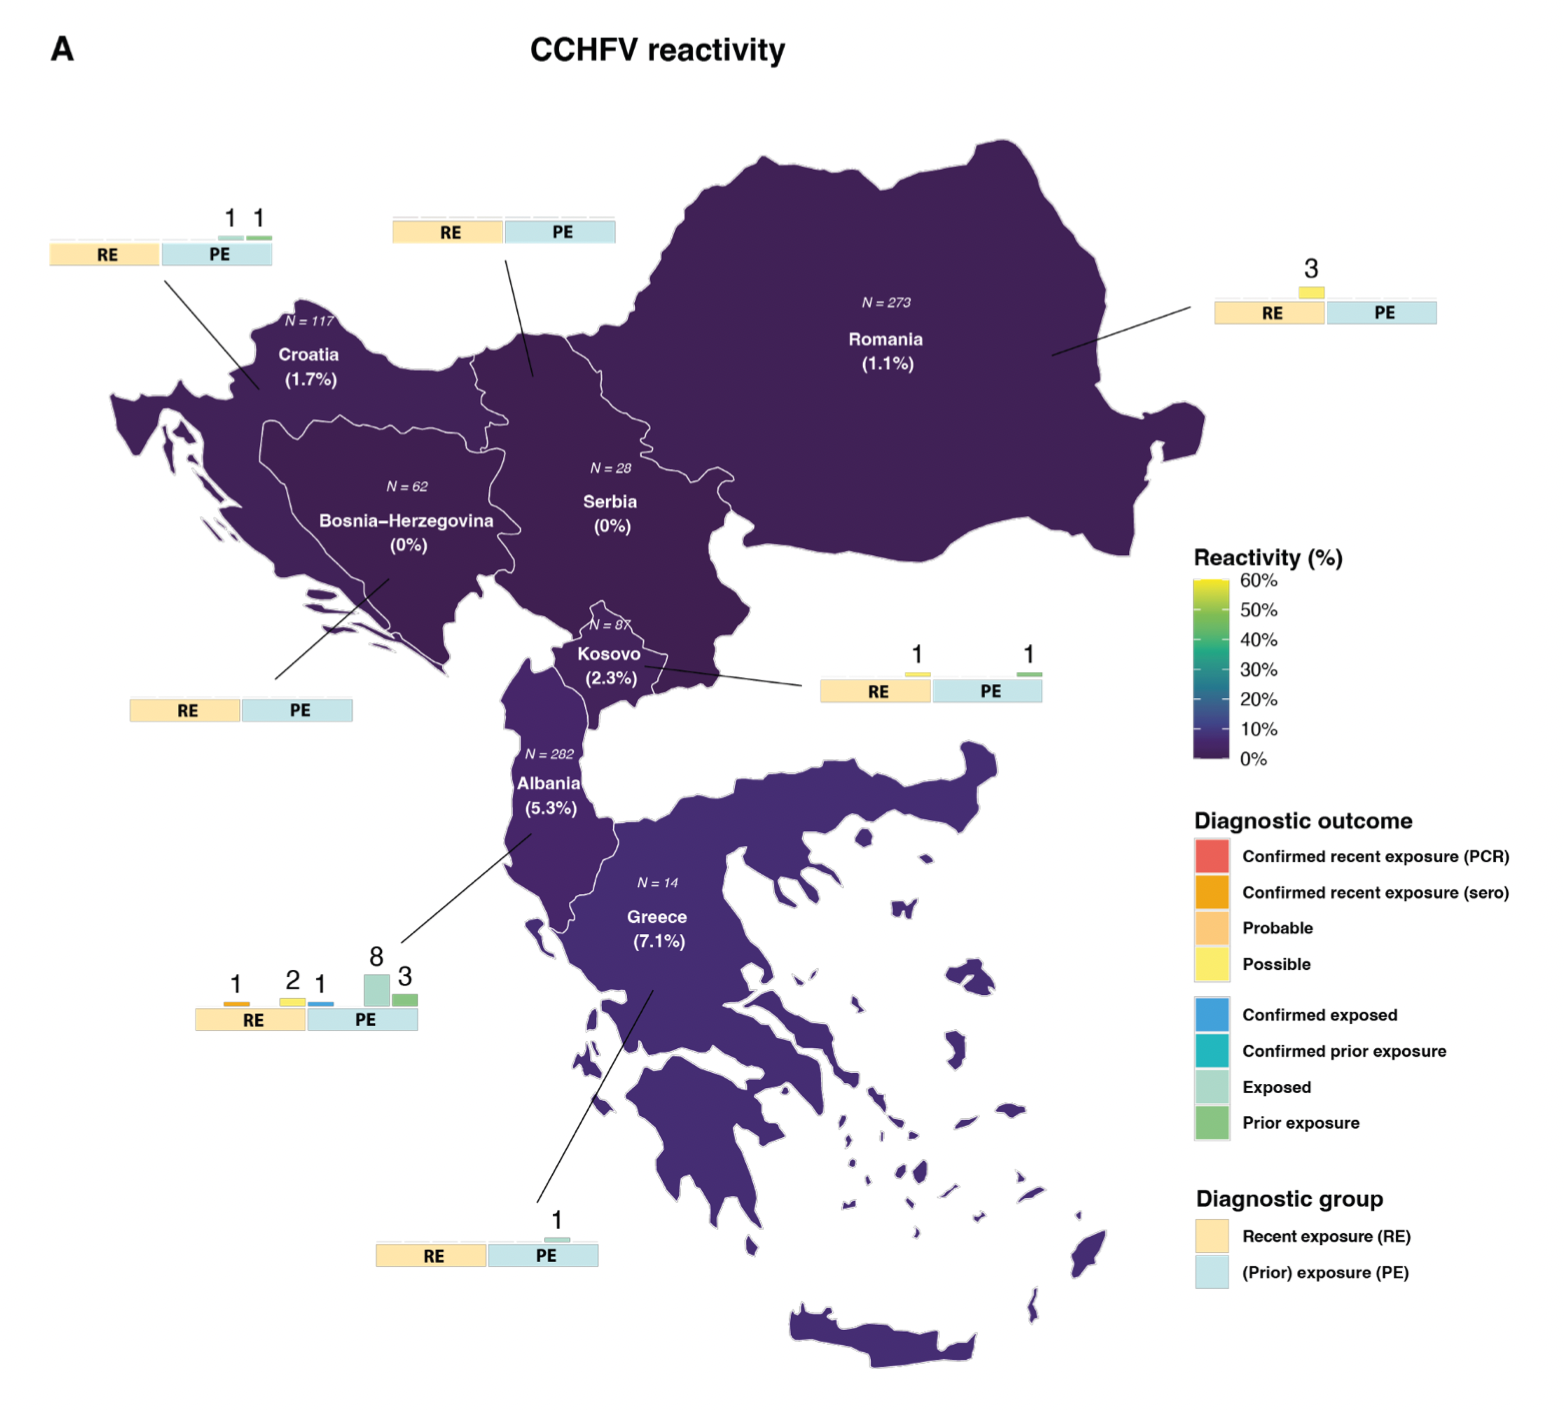 A
CCHFV reactivity
1 1
RE PE
RE PE
3
RE PE
N = 117
Croatia
(1.7%)
N = 273
Romania
(1.1%)
N = 62
Bosnia–Herzegovina
(0%)
N = 28
Serbia
(0%)
N = 87
Kosovo
(2.3%)
1 1
RE PE
RE PE
N = 282
Albania
(5.3%)
N = 14
Greece
(7.1%)
1 2 1 8 3
RE PE
1
RE PE
Reactivity (%)
60%
50%
40%
30%
20%
10%
0%
Diagnostic outcome
Confirmed recent exposure (PCR)
Confirmed recent exposure (sero)
Probable
Possible
Confirmed exposed
Confirmed prior exposure
Exposed
Prior exposure
Diagnostic group
Recent exposure (RE)
(Prior) exposure (PE)